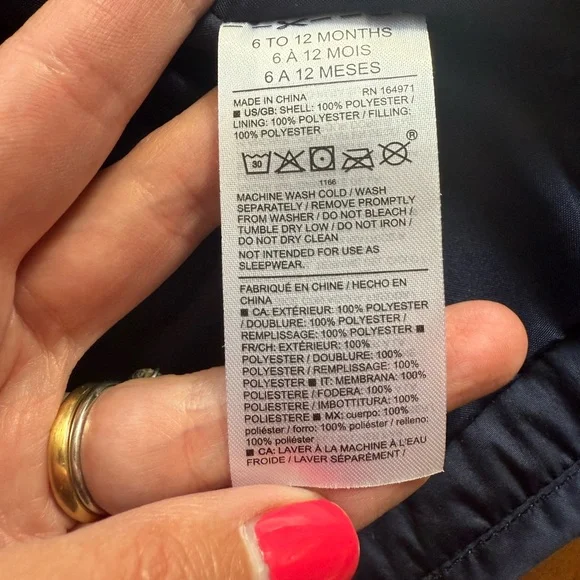 6 TO 12 MONTHS
6 À 12 MOIS
6 A 12 MESES
MADE IN CHINA RN 164971
■ US/GB: SHELL: 100% POLYESTER /
LINING: 100% POLYESTER / FILLING:
100% POLYESTER
30
®
1166
MACHINE WASH COLD / WASH
SEPARATELY / REMOVE PROMPTLY
FROM WASHER / DO NOT BLEACH /
TUMBLE DRY LOW / DO NOT IRON /
DO NOT DRY CLEAN
NOT INTENDED FOR USE AS
SLEEPWEAR.
FABRIQUÉ EN CHINE / HECHO EN
CHINA
■ CA: EXTÉRIEUR: 100% POLYESTER
/ DOUBLURE: 100% POLYESTER /
REMPLISSAGE: 100% POLYESTER ■
FR/CH: EXTÉRIEUR: 100%
POLYESTER / DOUBLURE: 100%
POLYESTER / REMPLISSAGE: 100%
POLYESTER ■ IT: MEMBRANA: 100%
POLIESTERE / FODERA: 100%
POLIESTERE / IMBOTTITURA: 100%
POLIESTERE ■ MX: cuerpo: 100%
poliéster / forro: 100% poliéster / relleno:
100% poliéster
■ CA: LAVER À LA MACHINE À L'EAU
FROIDE / LAVER SÉPARÉMENT /